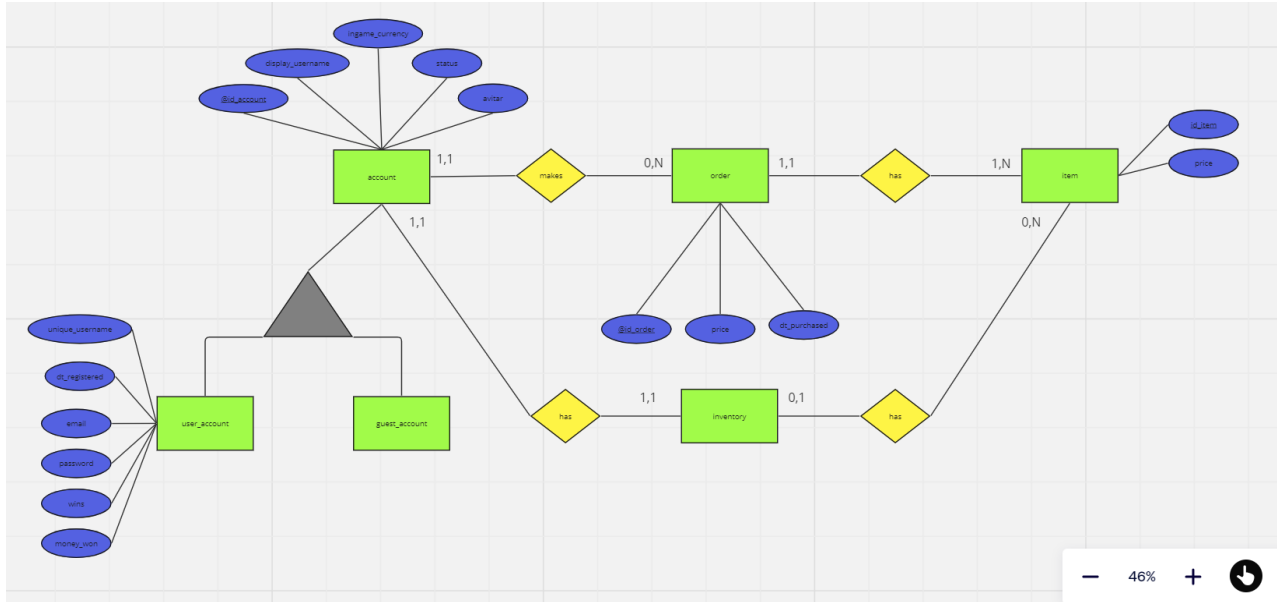 ingame_currency
display_username
status
@id_account
avitar
id_item
price
account
1,1
makes
0,N
order
1,1
has
1,N
item
1,1
0,N
unique_username
@id_order
price
dt_purchased
dt_registered
email
password
wins
money_won
user_account
guest_account
has
1,1
inventory
0,1
has
46%